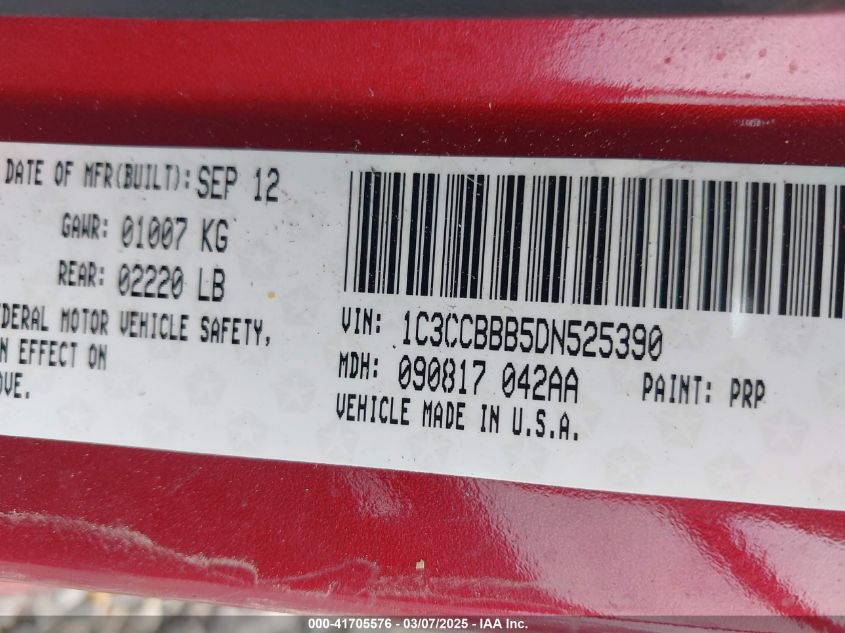 DATE OF MFR(BUILT): SEP 12
GAWR: 01007 KG
REAR: 02220 LB
EDERAL MOTOR VEHICLE SAFETY,
N EFFECT ON
OVE.
VIN: 1C3CCBBB5DN525390
MDH: 090817 042AA PAINT: PRP
VEHICLE MADE IN U.S.A.
000-41705576 - 03/07/2025 - IAA Inc.